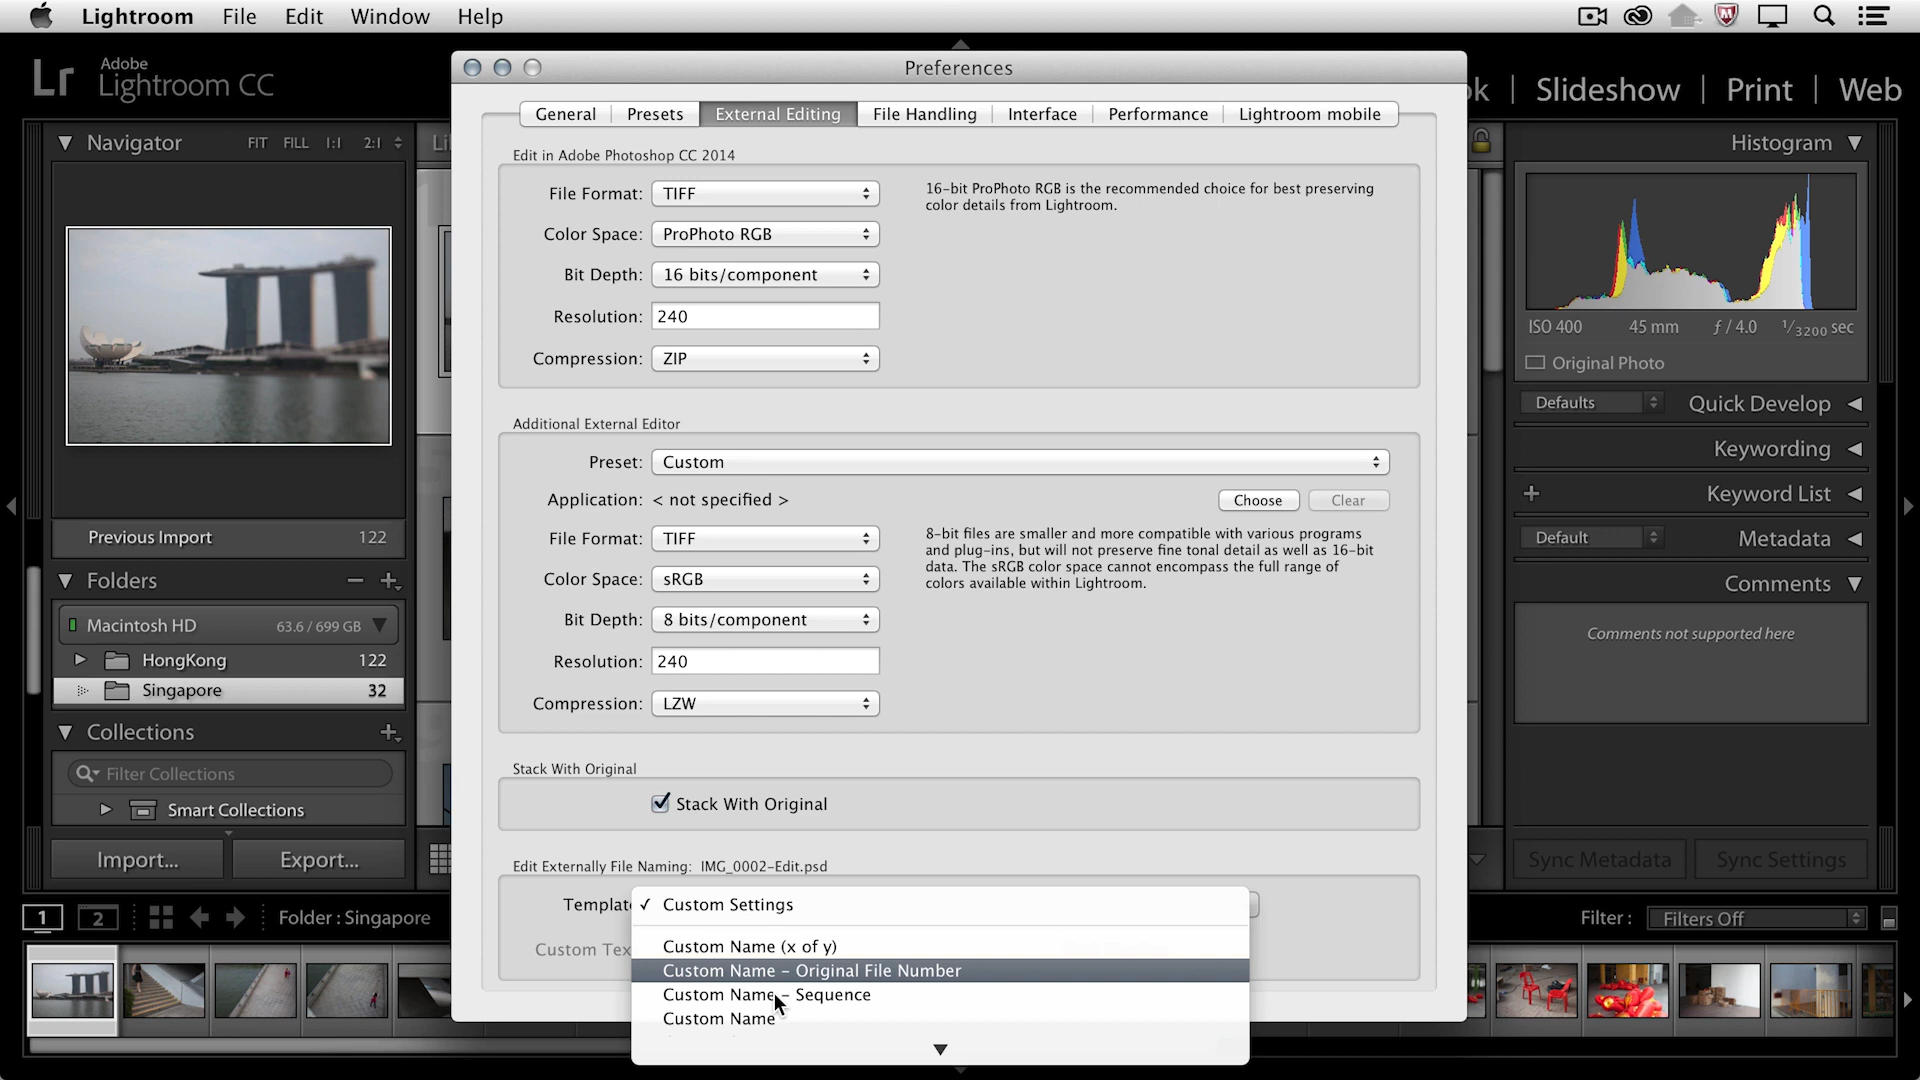 Lightroom File Edit Window Help
Lr Adobe
Lightroom CC
Preferences
Slideshow | Print | Web
General Presets External Editing File Handling Interface Performance Lightroom mobile
Navigator FIT FILL 1:1 2:1
Histogram
Edit in Adobe Photoshop CC 2014
File Format: TIFF
16-bit ProPhoto RGB is the recommended choice for best preserving
color details from Lightroom.
Color Space: ProPhoto RGB
Bit Depth: 16 bits/component
Resolution: 240
Compression: ZIP
ISO 400 45 mm f / 4.0 1/3200 sec
Original Photo
Defaults Quick Develop
Keywording
Keyword List
Default Metadata
Comments
Comments not supported here
Additional External Editor
Preset: Custom
Application: < not specified > Choose Clear
File Format: TIFF
8-bit files are smaller and more compatible with various programs
and plug-ins, but will not preserve fine tonal detail as well as 16-bit
data. The sRGB color space cannot encompass the full range of
colors available within Lightroom.
Color Space: sRGB
Bit Depth: 8 bits/component
Resolution: 240
Compression: LZW
Previous Import 122
Folders
Macintosh HD 63.6 / 699 GB
HongKong 122
Singapore 32
Collections
Filter Collections
Smart Collections
Import... Export...
Stack With Original
Stack With Original
Edit Externally File Naming: IMG_0002-Edit.psd
Template
Custom Tex
✓ Custom Settings
Custom Name (x of y)
Custom Name - Original File Number
Custom Name - Sequence
Custom Name
Sync Metadata Sync Settings
1 2 Folder : Singapore
Filter : Filters Off